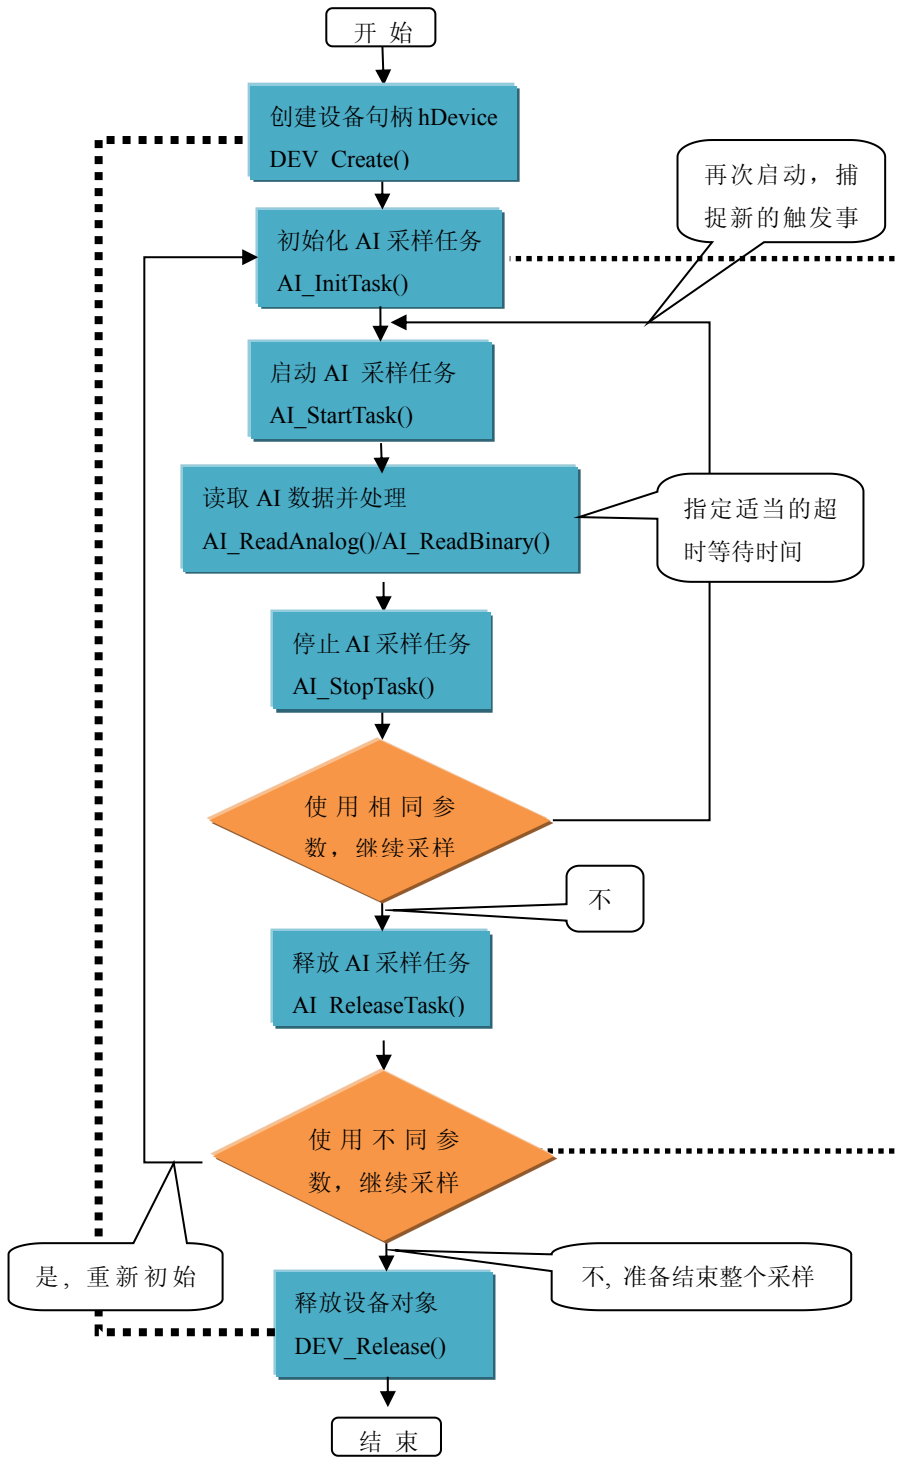 开 始
创建设备句柄 hDevice
DEV_Create()
再次启动，捕
捉新的触发事
初始化 AI 采样任务
AI_InitTask()
启动 AI 采样任务
AI_StartTask()
读取 AI 数据并处理
AI_ReadAnalog()/AI_ReadBinary()
指定适当的超
时等待时间
停止 AI 采样任务
AI_StopTask()
使用相同参
数，继续采样
不
释放 AI 采样任务
AI_ReleaseTask()
使用不同参
数，继续采样
是, 重新初始
不, 准备结束整个采样
释放设备对象
DEV_Release()
结 束